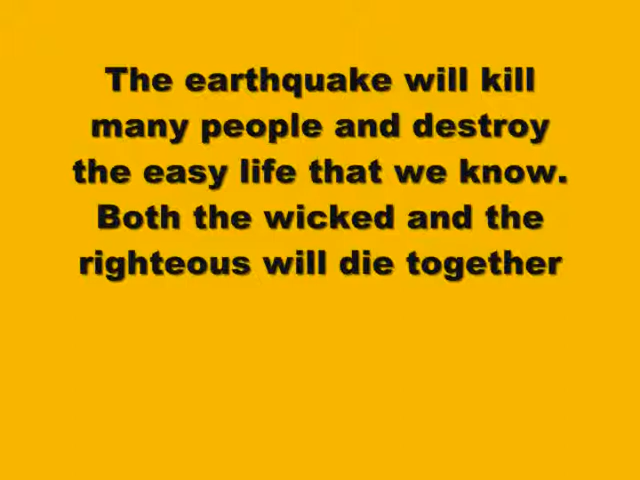 The earthquake will kill
many people and destroy
the easy life that we know.
Both the wicked and the
righteous will die together